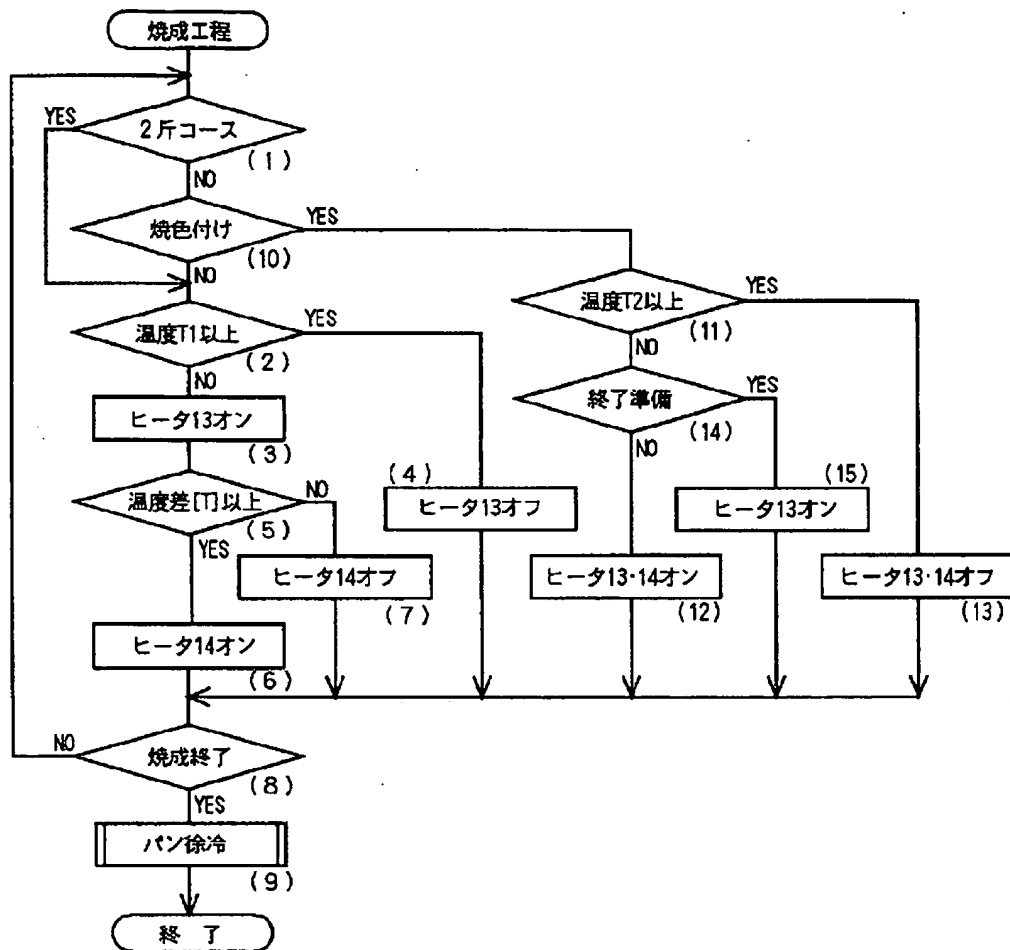 焼成工程
YES
2斤コース
(1)
NO
焼色付け
YES
(10)
NO
温度T1以上
YES
(2)
NO
ヒータ13オン
(3)
温度差[T]以上
NO
(5)
YES
ヒータ14オフ
(7)
ヒータ14オン
(6)
(4)
ヒータ13オフ
温度T2以上
YES
(11)
NO
終了準備
YES
(14)
NO
(15)
ヒータ13オン
ヒータ13·14オン
(12)
ヒータ13·14オフ
(13)
NO
焼成終了
(8)
YES
パン徐冷
(9)
終 了